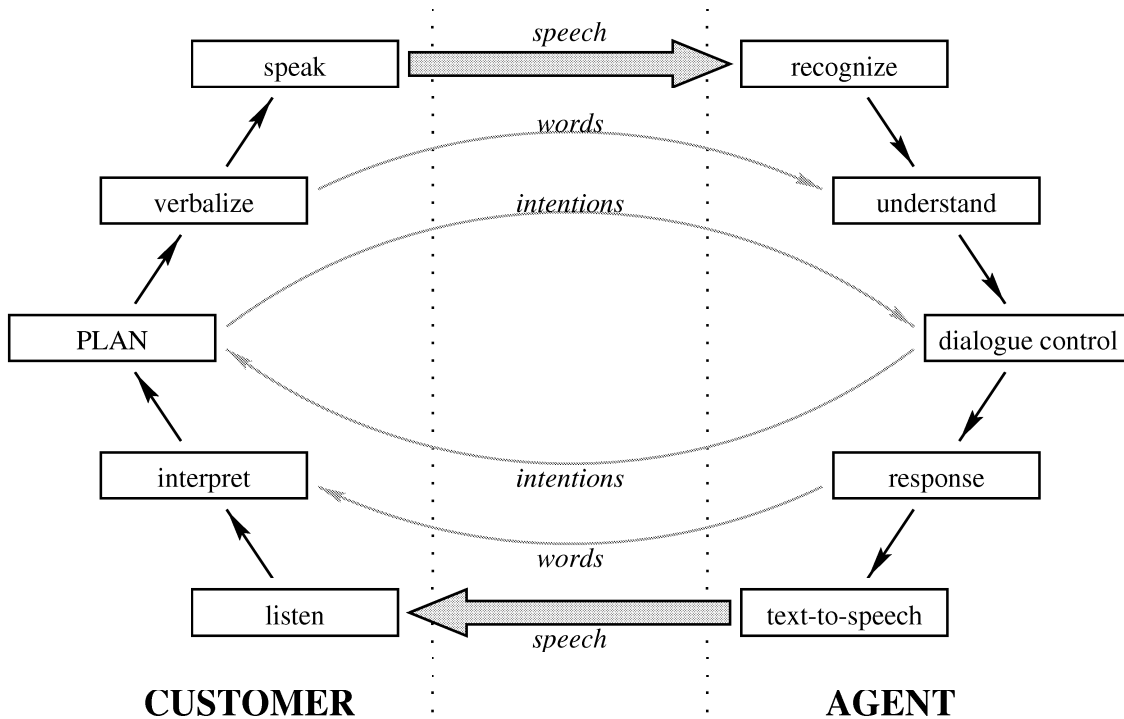 speech
speak
recognize
words
verbalize
understand
intentions
PLAN
dialogue control
interpret
intentions
response
words
listen
text-to-speech
speech
CUSTOMER
AGENT